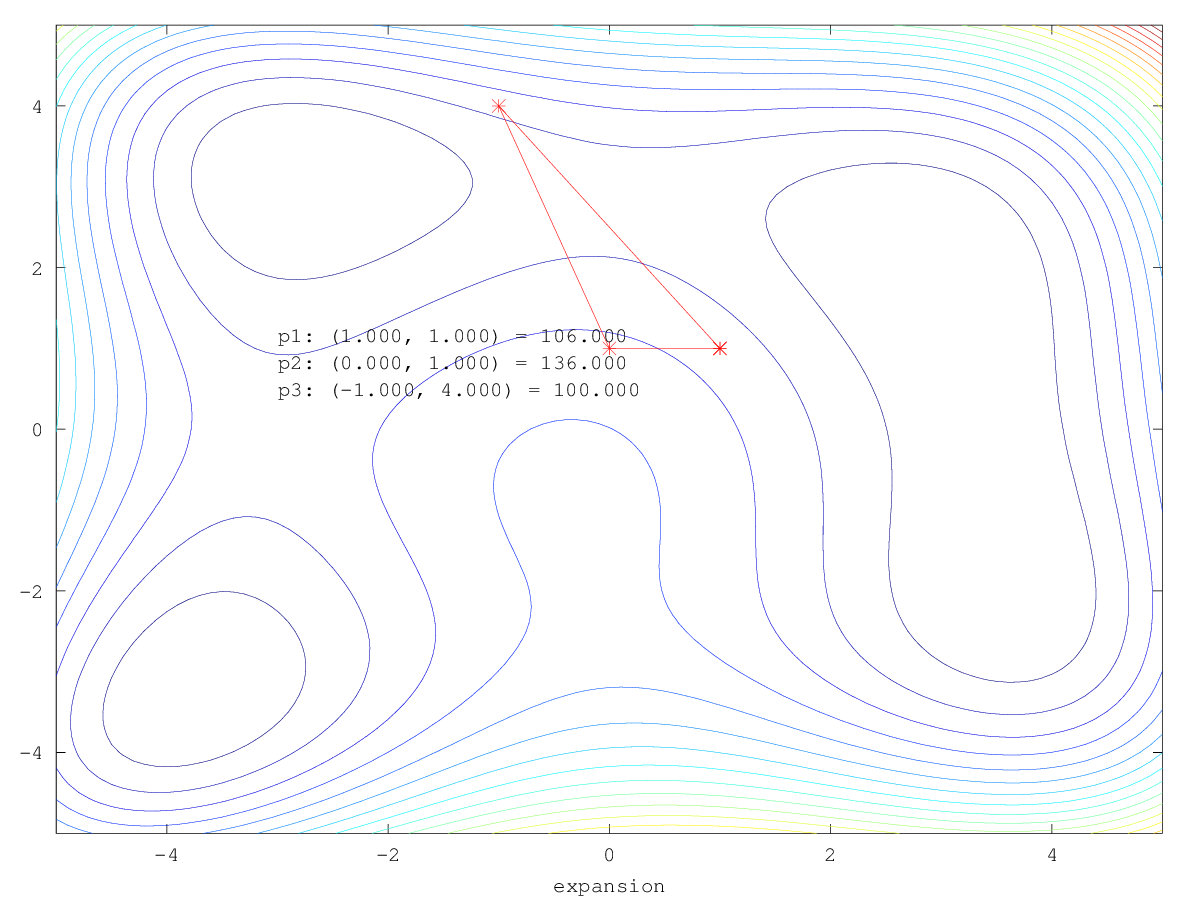 4
2
p1: (1.000, 1.000) = 106.000
p2: (0.000, 1.000) = 136.000
p3: (-1.000, 4.000) = 100.000
0
-2
-4
-4 -2 0 2 4
expansion